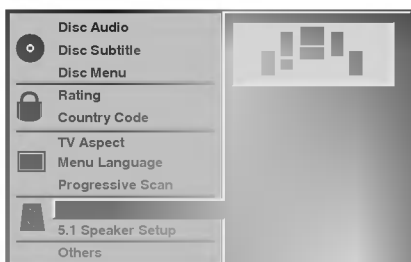 Disc Audio
Disc Subtitle
Disc Menu
Rating
Country Code
TV Aspect
Menu Language
Progressive Scan
5.1 Speaker Setup
Others